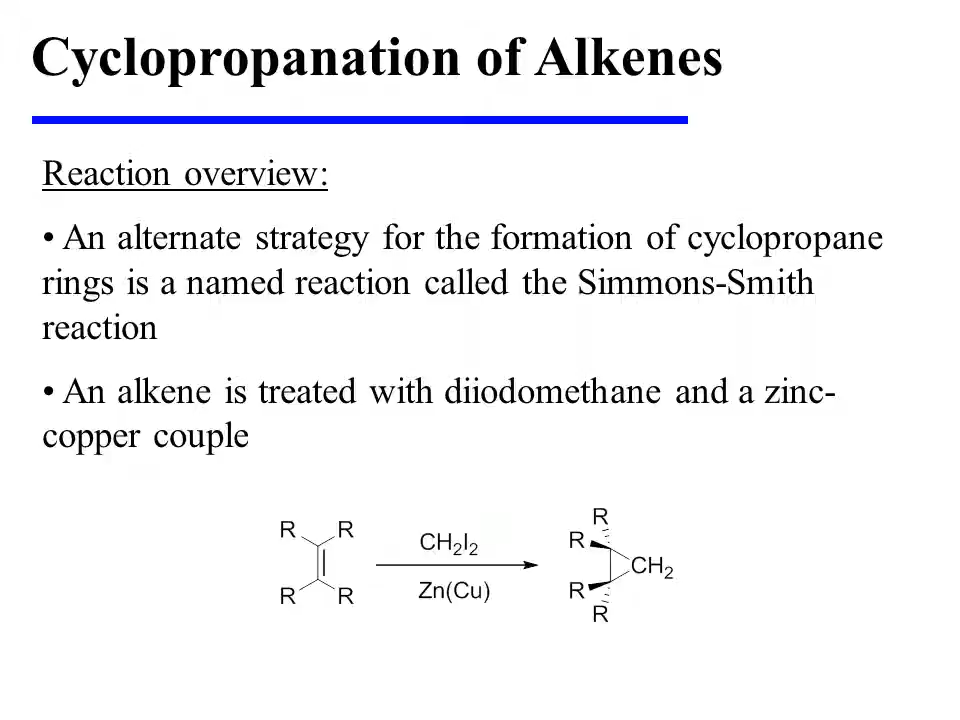 Cyclopropanation of Alkenes
Reaction overview:
• An alternate strategy for the formation of cyclopropane
rings is a named reaction called the Simmons-Smith
reaction
• An alkene is treated with diiodomethane and a zinc-
copper couple
R R
R R
CH₂I₂
Zn(Cu)
R
R
CH₂
R
R